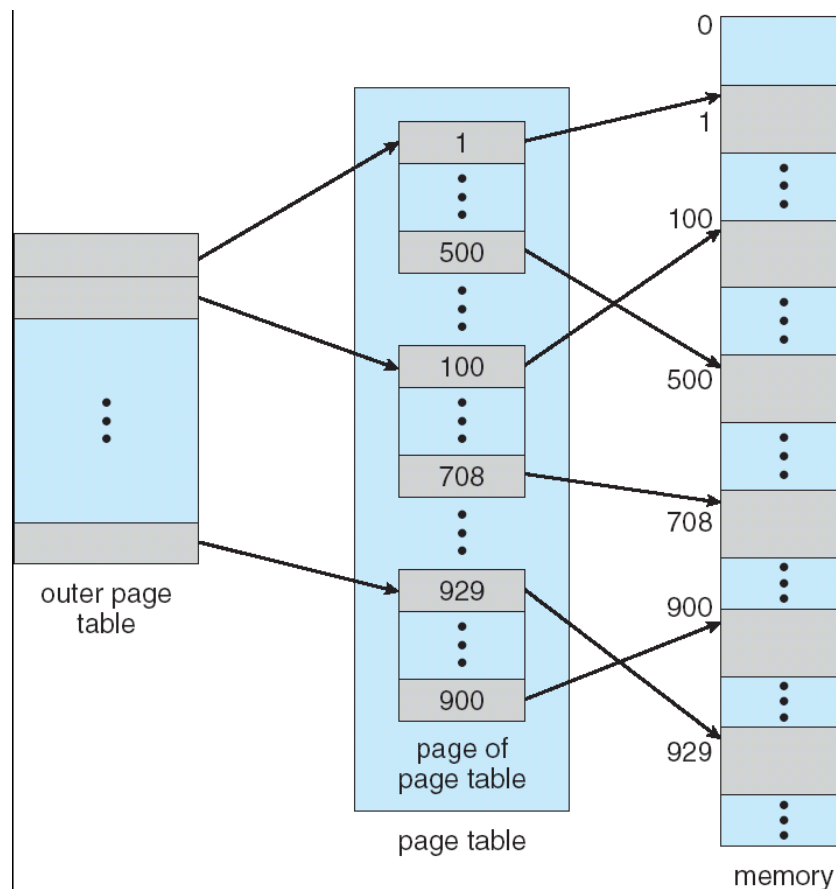 outer page
table
1
500
100
708
929
900
page of
page table
page table
0
1
100
500
708
900
929
memory